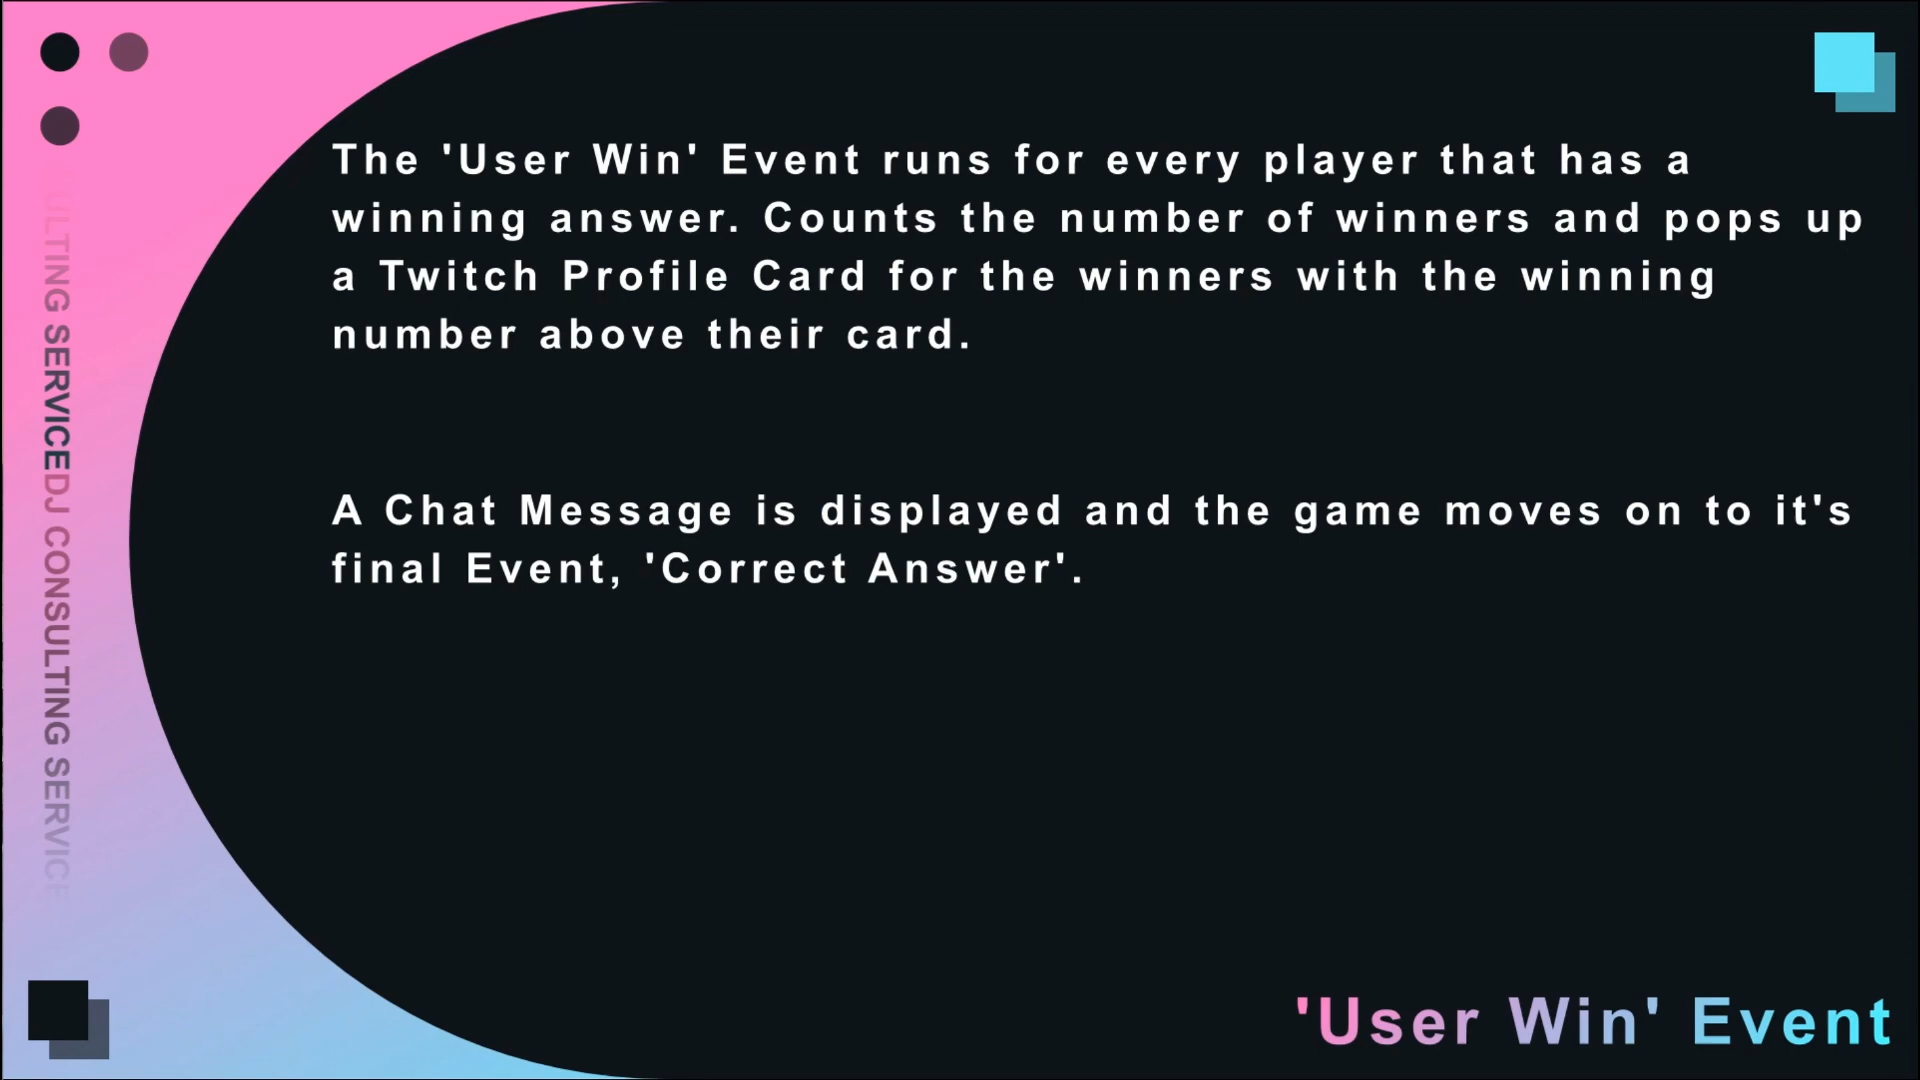 The 'User Win' Event runs for every player that has a
winning answer. Counts the number of winners and pops up
a Twitch Profile Card for the winners with the winning
number above their card.
A Chat Message is displayed and the game moves on to it's
final Event, 'Correct Answer'.
ULTING SERVICEDJ CONSULTING SERVICE
'User Win' Event